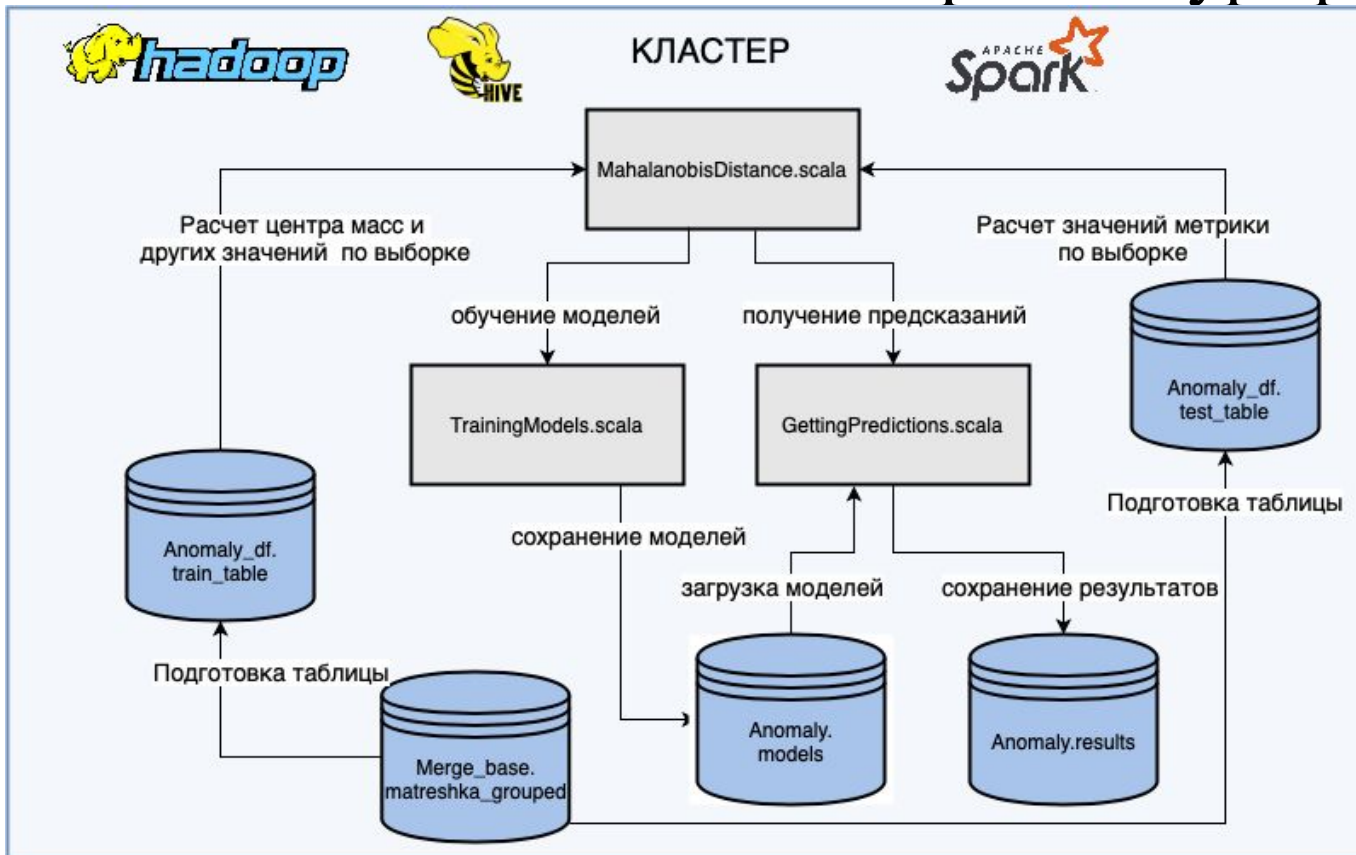 hadoop
HIVE
КЛАСТЕР
APACHE
Spark
MahalanobisDistance.scala
Расчет центра масс и
других значений по выборке
Расчет значений метрики
по выборке
обучение моделей
получение предсказаний
TrainingModels.scala
GettingPredictions.scala
Anomaly_df.
test_table
Anomaly_df.
train_table
сохранение моделей
Подготовка таблицы
загрузка моделей
сохранение результатов
Подготовка таблицы
Merge_base.
matreshka_grouped
Anomaly.
models
Anomaly.results